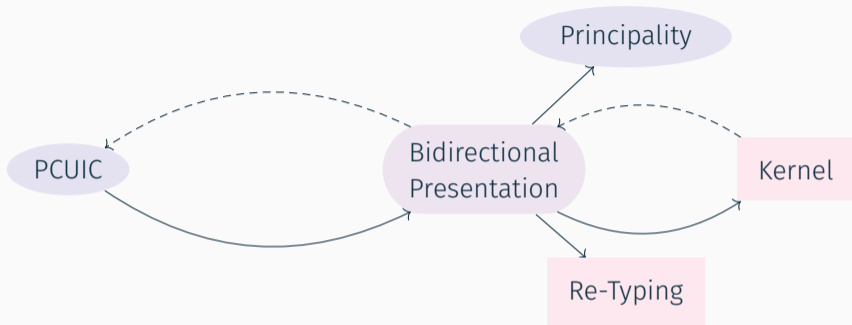 Principality
PCUIC
Bidirectional
Presentation
Kernel
Re-Typing